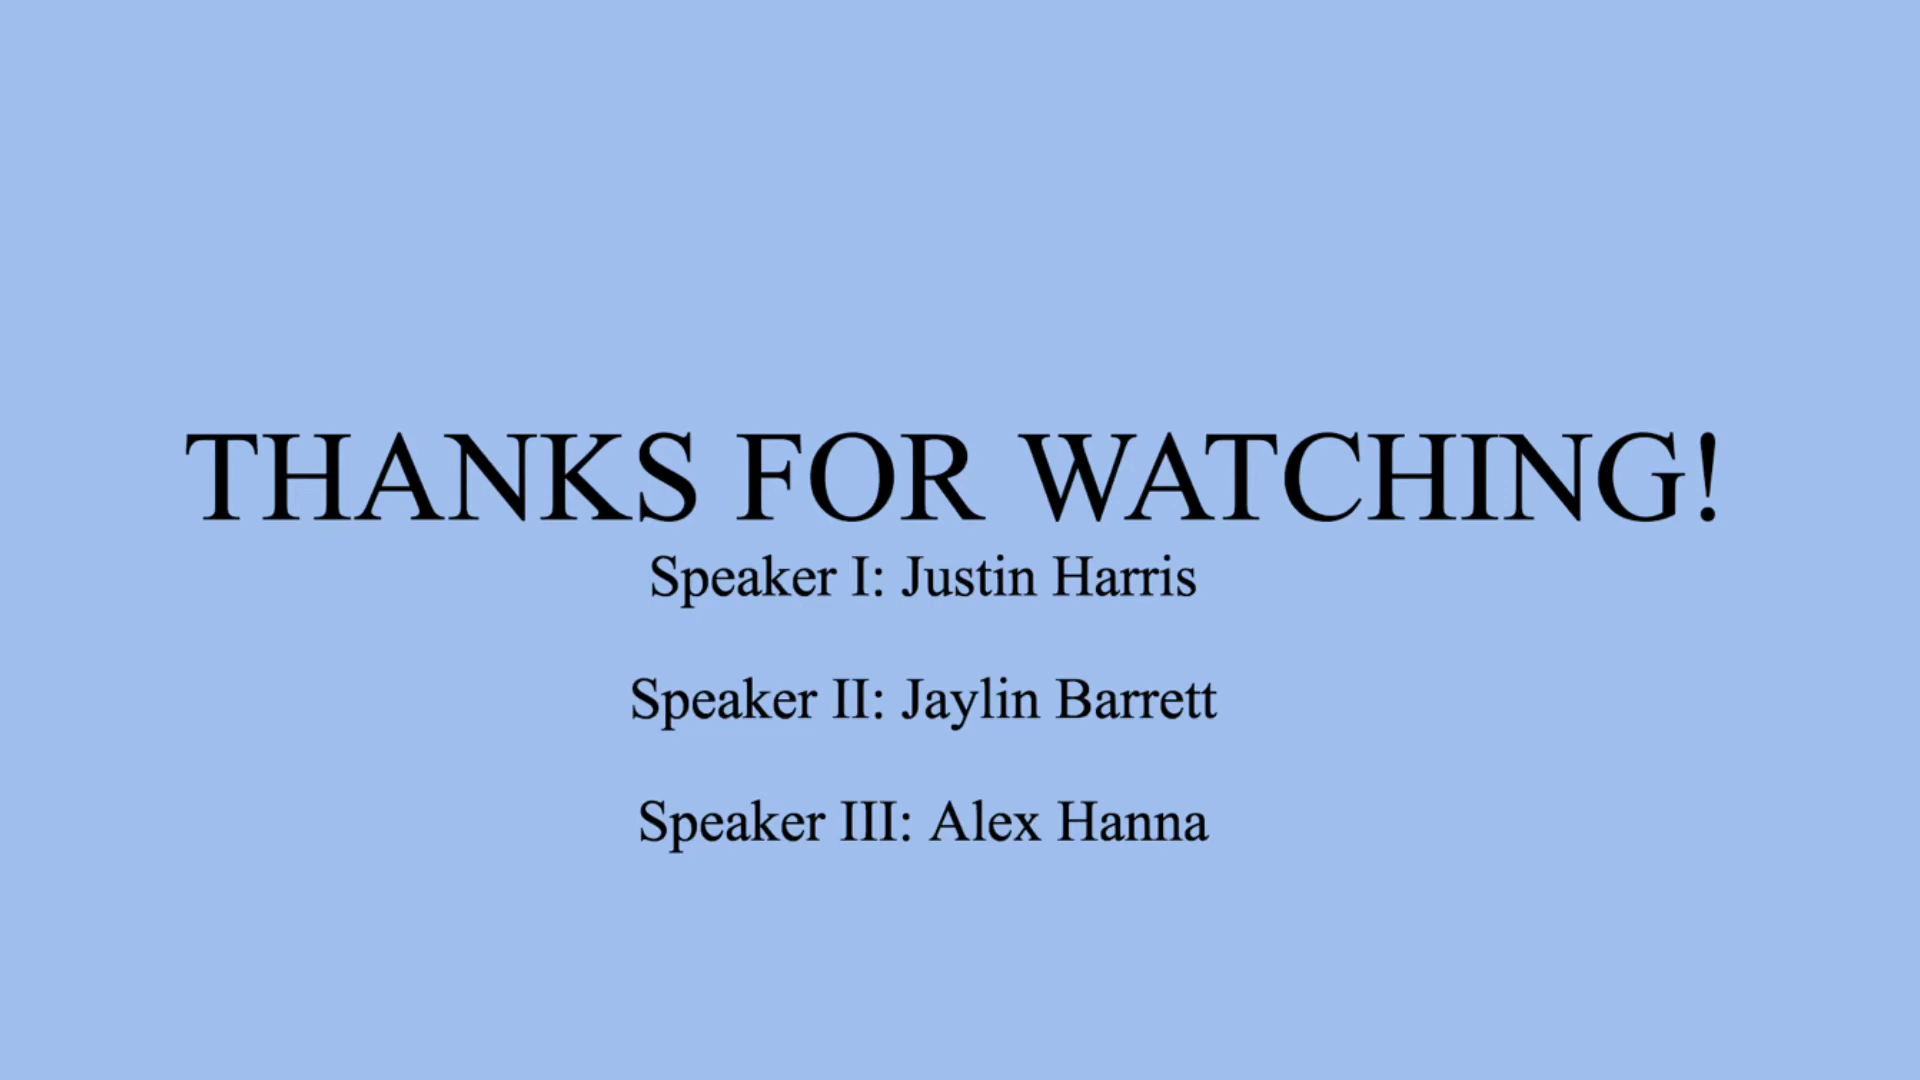 THANKS FOR WATCHING!
Speaker I: Justin Harris
Speaker II: Jaylin Barrett
Speaker III: Alex Hanna